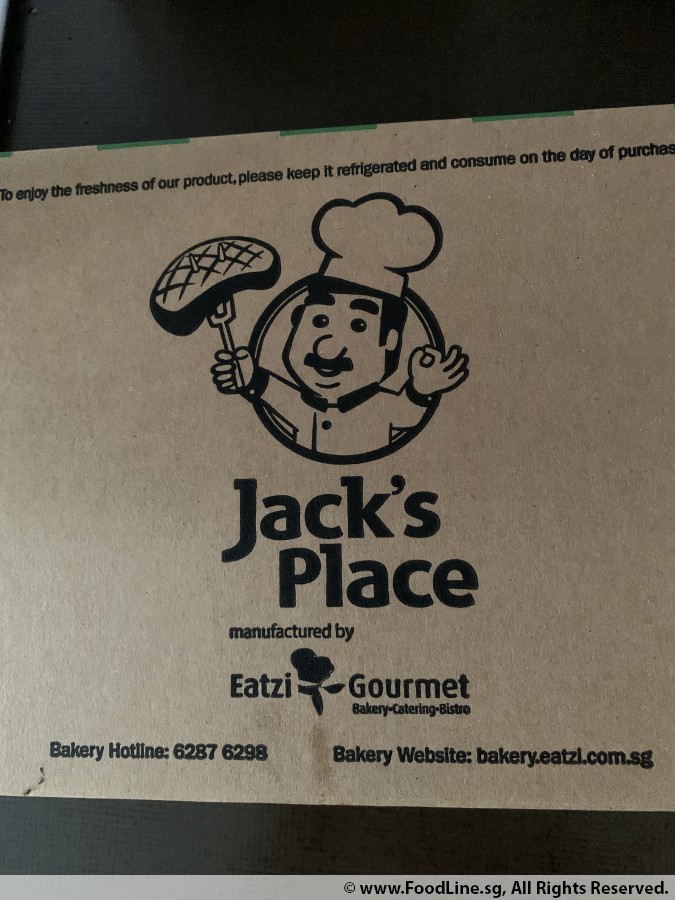 To enjoy the freshness of our product, please keep it refrigerated and consume on the day of purchas
Jack's
Place
manufactured by
Eatzi Gourmet
Bakery•Catering•Bistro
Bakery Hotline: 6287 6298 Bakery Website: bakery.eatzi.com.sg
© www.FoodLine.sg, All Rights Reserved.